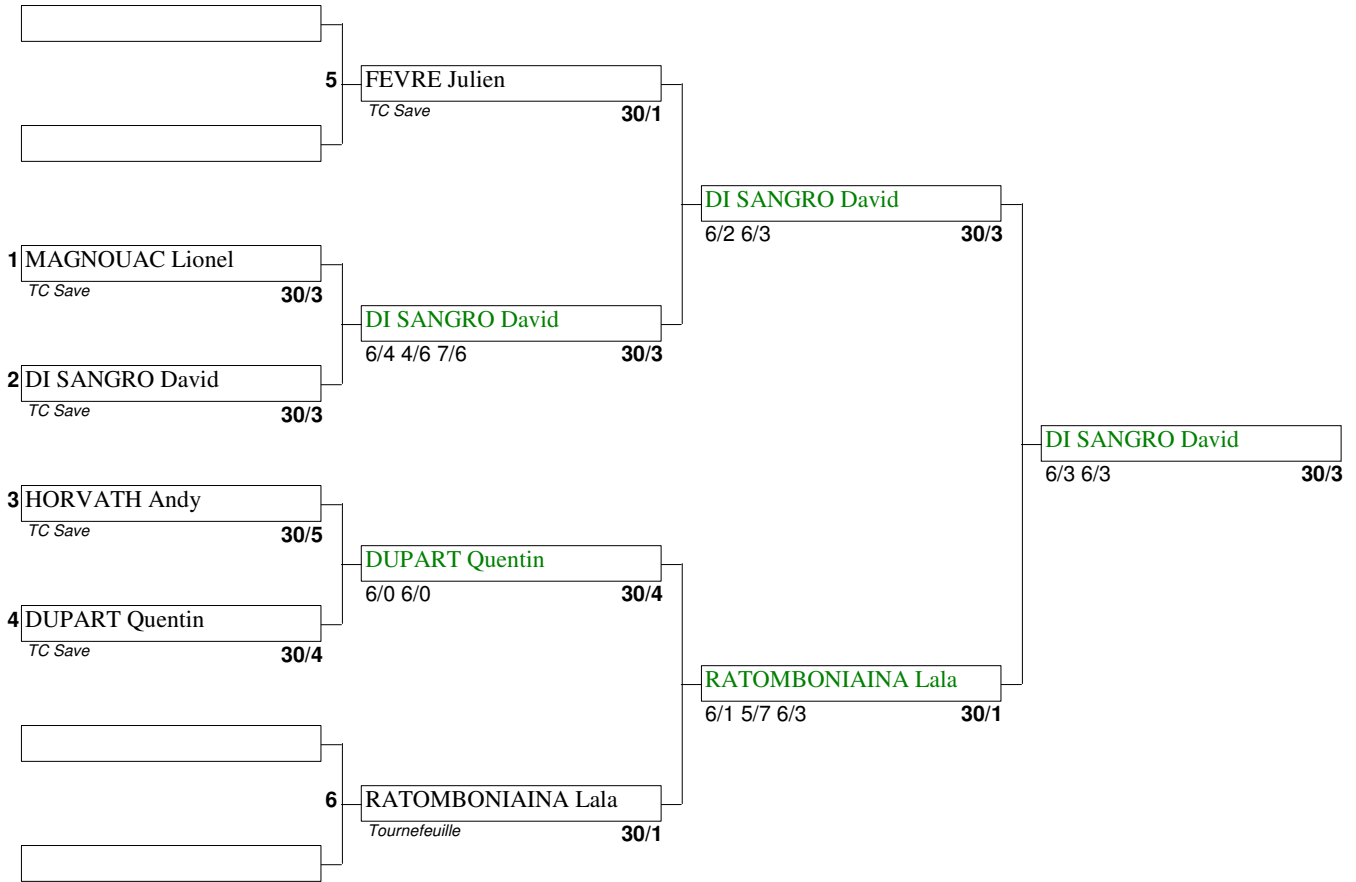 5 FEVRE Julien
TC Save 30/1
DI SANGRO David
6/2 6/3 30/3
1 MAGNOUAC Lionel
TC Save 30/3
DI SANGRO David
6/4 4/6 7/6 30/3
2 DI SANGRO David
TC Save 30/3
DI SANGRO David
6/3 6/3 30/3
3 HORVATH Andy
TC Save 30/5
DUPART Quentin
6/0 6/0 30/4
4 DUPART Quentin
TC Save 30/4
RATOMBONIAINA Lala
6/1 5/7 6/3 30/1
6 RATOMBONIAINA Lala
Tournefeuille 30/1